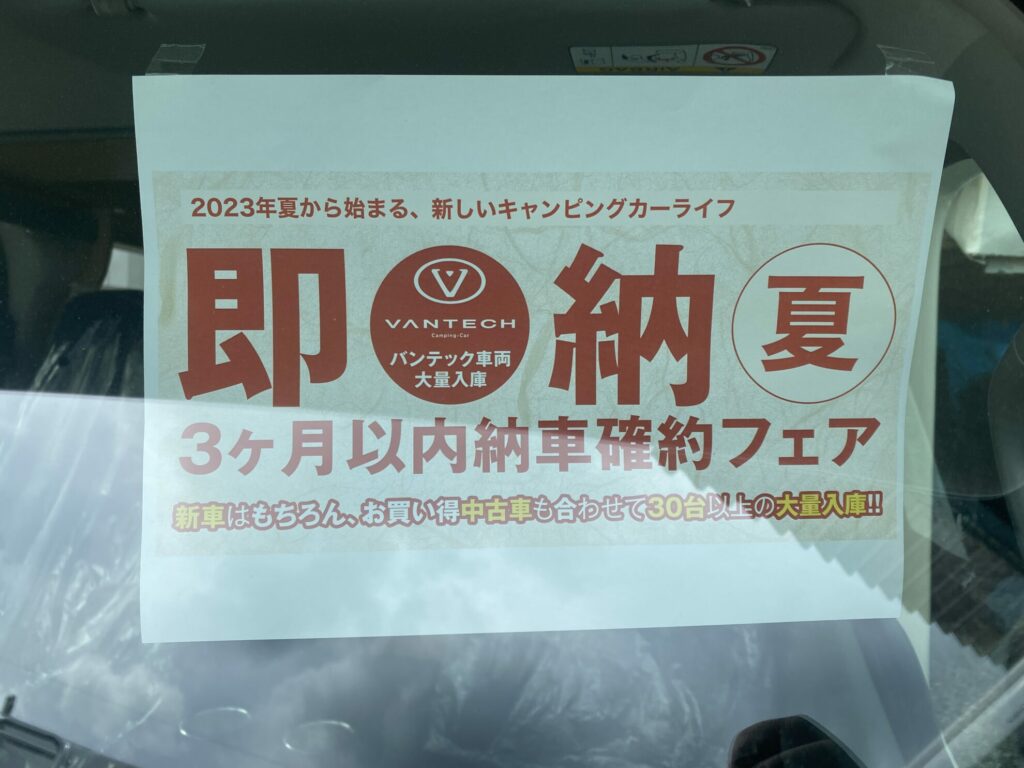 AIRBAG
2023年夏から始まる、新しいキャンピングカーライフ
即 納 夏
VANTECH
Camping-Car
バンテック車両
大量入庫
3ヶ月以内納車確約フェア
新車はもちろん、お買い得中古車も合わせて30台以上の大量入庫!!